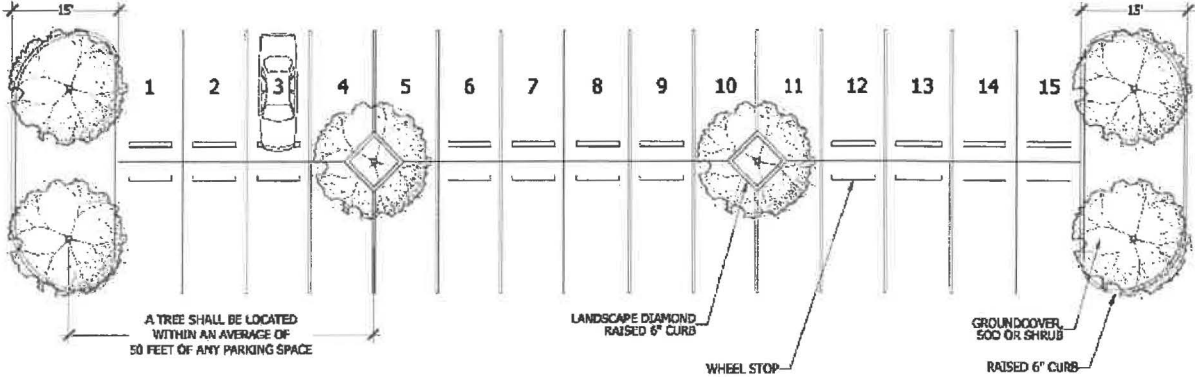 15'
15'
1 2 3 4 5 6 7 8 9 10 11 12 13 14 15
A TREE SHALL BE LOCATED
WITHIN AN AVERAGE OF
50 FEET OF ANY PARKING SPACE
LANDSCAPE DIAMOND
RAISED 6" CURB
WHEEL STOP
GROUNDCOVER,
SOD OR SHRUB
RAISED 6" CURB